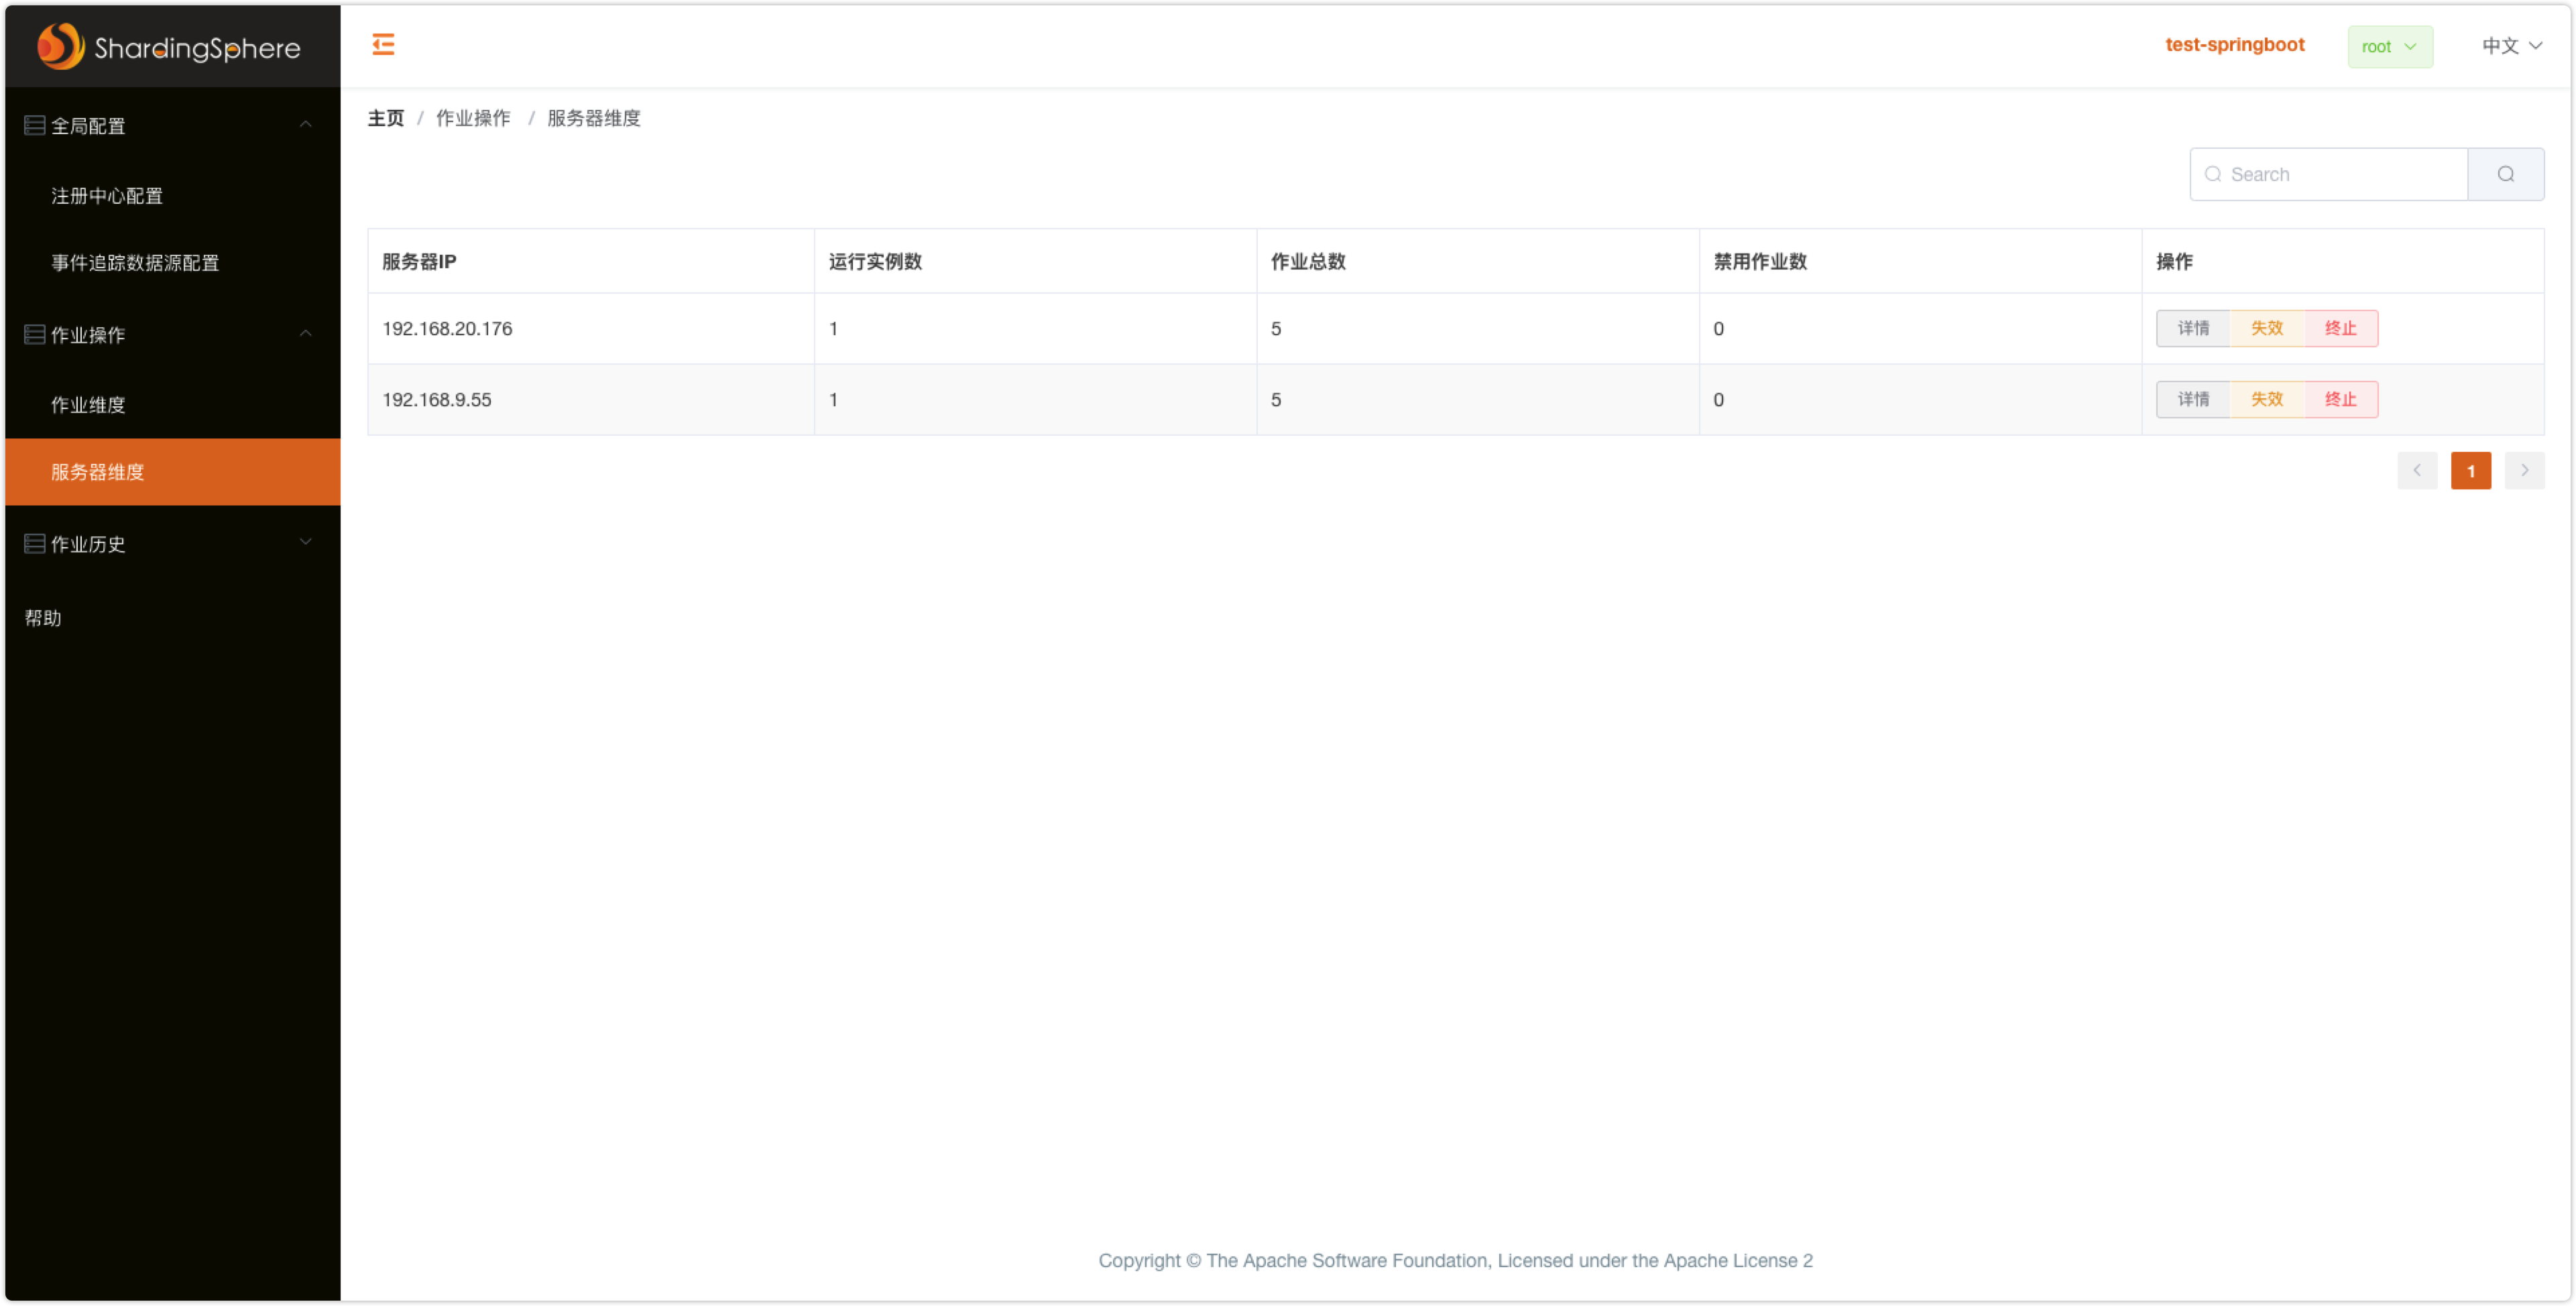 ShardingSphere
test-springboot
root
中文
全局配置
注册中心配置
事件追踪数据源配置
作业操作
作业维度
服务器维度
作业历史
帮助
主页 / 作业操作 / 服务器维度
Search
服务器IP 运行实例数 作业总数 禁用作业数 操作
192.168.20.176 1 5 0 详情 失效 终止
192.168.9.55 1 5 0 详情 失效 终止
1
Copyright © The Apache Software Foundation, Licensed under the Apache License 2